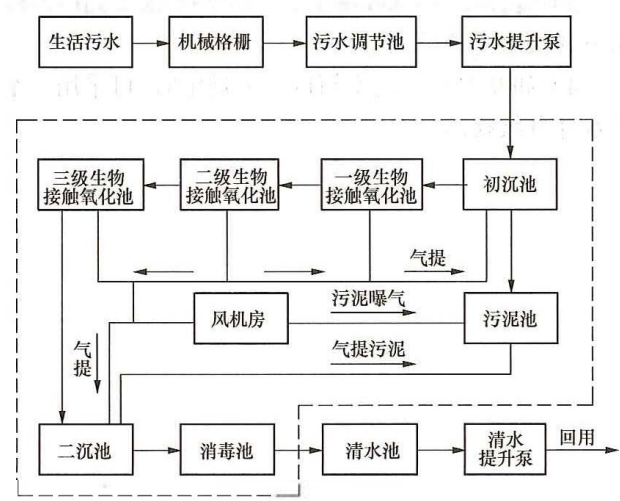 生活污水
机械格栅
污水调节池
污水提升泵
三级生物
接触氧化池
二级生物
接触氧化池
一级生物
接触氧化池
初沉池
气提
风机房
污泥曝气
污泥池
气提
气提污泥
二沉池
消毒池
清水池
清水
提升泵
回用